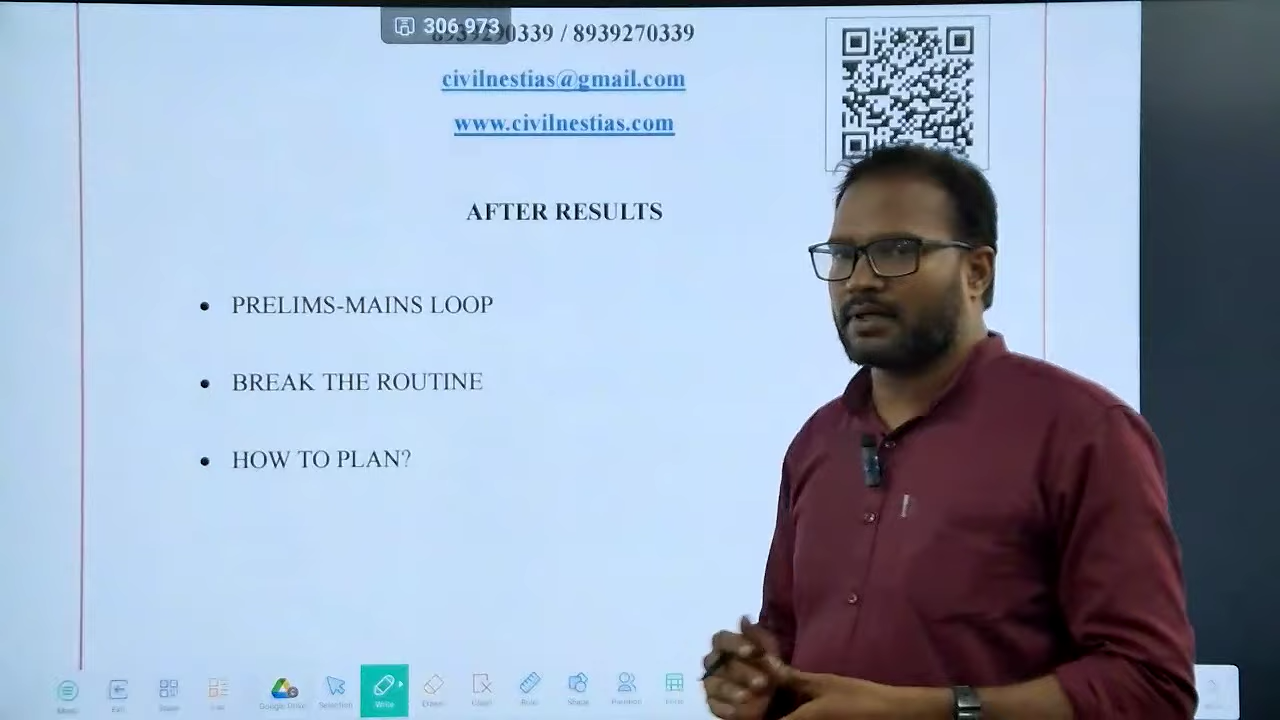 306 973
0339 / 8939270339
civilnestias@gmail.com
www.civilnestias.com
AFTER RESULTS
• PRELIMS-MAINS LOOP
• BREAK THE ROUTINE
• HOW TO PLAN?
Google Drive
Selection
Write